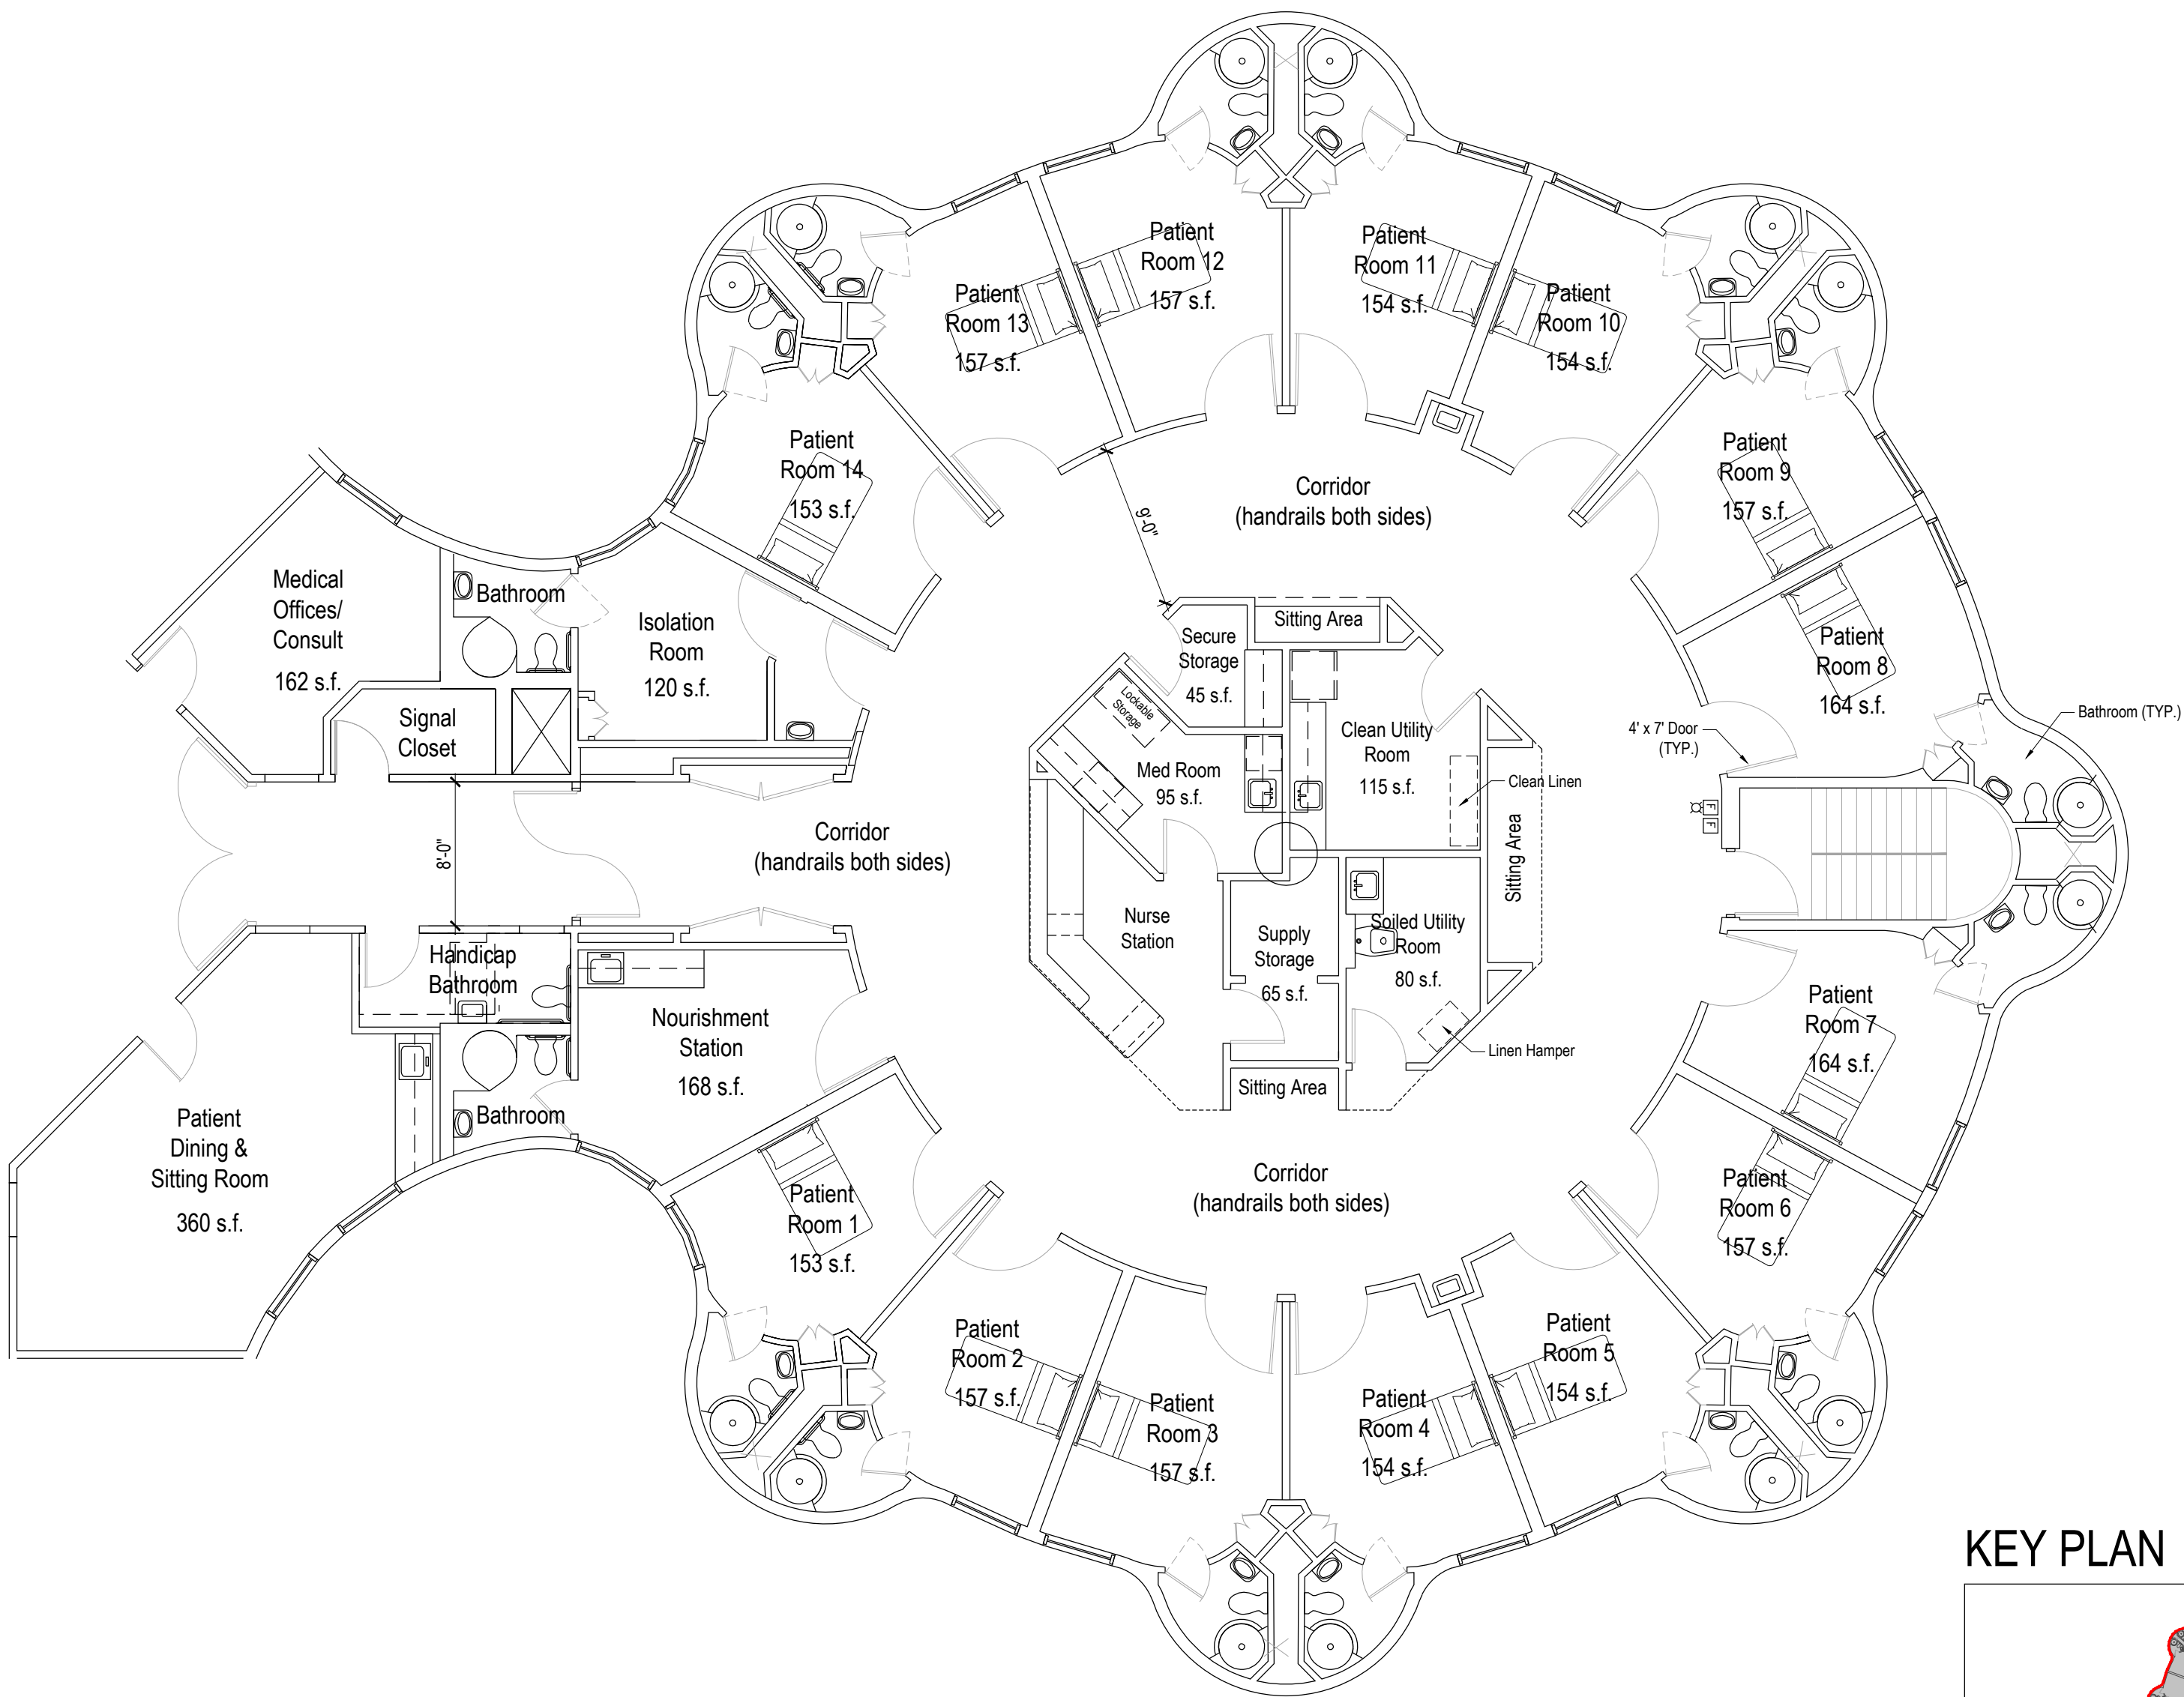 Patient
Room 12
157 s.f.
Patient
Room 11
154 s.f.
Patient
Room 13
157 s.f.
Patient
Room 10
154 s.f.
Patient
Room 14
153 s.f.
Patient
Room 9
157 s.f.
Corridor
(handrails both sides)
9'-0"
Medical
Offices/
Consult
162 s.f.
Bathroom
Isolation
Room
120 s.f.
Signal
Closet
Secure
Storage
45 s.f.
Sitting Area
Lockable
Storage
Med Room
95 s.f.
Clean Utility
Room
115 s.f.
Clean Linen
Sitting Area
Patient
Room 8
164 s.f.
4' x 7' Door
(TYP.)
Bathroom (TYP.)
8'-0"
Corridor
(handrails both sides)
F
F
Nurse
Station
Supply
Storage
65 s.f.
Soiled Utility
Room
80 s.f.
Linen Hamper
Sitting Area
Handicap
Bathroom
Nourishment
Station
168 s.f.
Bathroom
Patient
Dining &
Sitting Room
360 s.f.
Patient
Room 7
164 s.f.
Patient
Room 6
157 s.f.
Patient
Room 1
153 s.f.
Corridor
(handrails both sides)
Patient
Room 2
157 s.f.
Patient
Room 3
157 s.f.
Patient
Room 4
154 s.f.
Patient
Room 5
154 s.f.
KEY PLAN